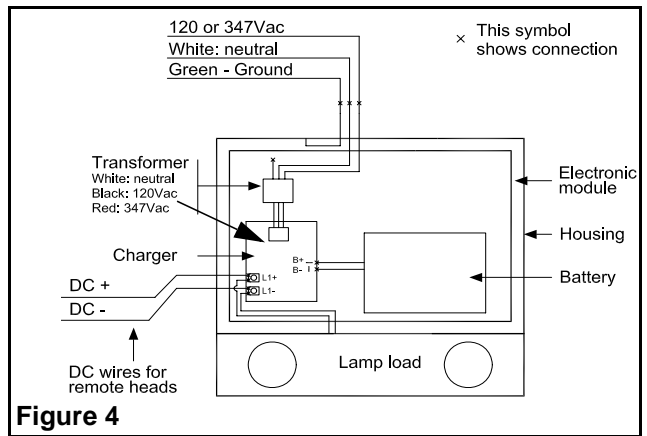 120 or 347Vac
White: neutral
Green - Ground
× This symbol
shows connection
Transformer
White: neutral
Black: 120Vac
Red: 347Vac
Electronic
module
Charger
Housing
B+
B-
Battery
L1+
L1-
DC +
DC -
Lamp load
DC wires for
remote heads
Figure 4